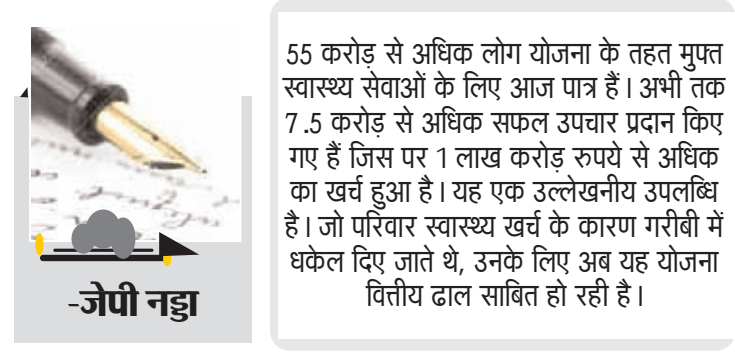 55 करोड़ से अधिक लोग योजना के तहत मुफ्त
स्वास्थ्य सेवाओं के लिए आज पात्र हैं। अभी तक
7.5 करोड़ से अधिक सफल उपचार प्रदान किए
गए हैं जिस पर 1 लाख करोड़ रुपये से अधिक
का खर्च हुआ है। यह एक उल्लेखनीय उपलब्धि
है। जो परिवार स्वास्थ्य खर्च के कारण गरीबी में
धकेल दिए जाते थे, उनके लिए अब यह योजना
वित्तीय ढाल साबित हो रही है।
-जेपी नड्डा